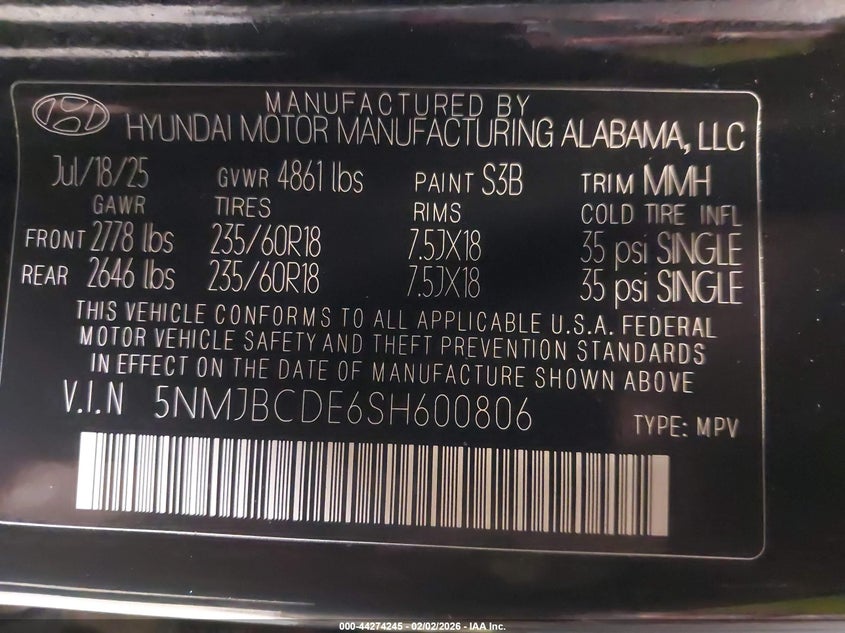 MANUFACTURED BY
HYUNDAI MOTOR MANUFACTURING ALABAMA, LLC
Jul/18/25 GVWR 4861 lbs PAINT S3B TRIM MMH
GAWR TIRES RIMS COLD TIRE INFL
FRONT 2778 lbs 235/60R18 7.5JX18 35 psi SINGLE
REAR 2646 lbs 235/60R18 7.5JX18 35 psi SINGLE
THIS VEHICLE CONFORMS TO ALL APPLICABLE U.S.A. FEDERAL
MOTOR VEHICLE SAFETY AND THEFT PREVENTION STANDARDS
IN EFFECT ON THE DATE OF MANUFACTURE SHOWN ABOVE
V.I.N 5NMJBCDE6SH600806 TYPE: MPV
000-44274245 - 02/02/2026 - IAA Inc.